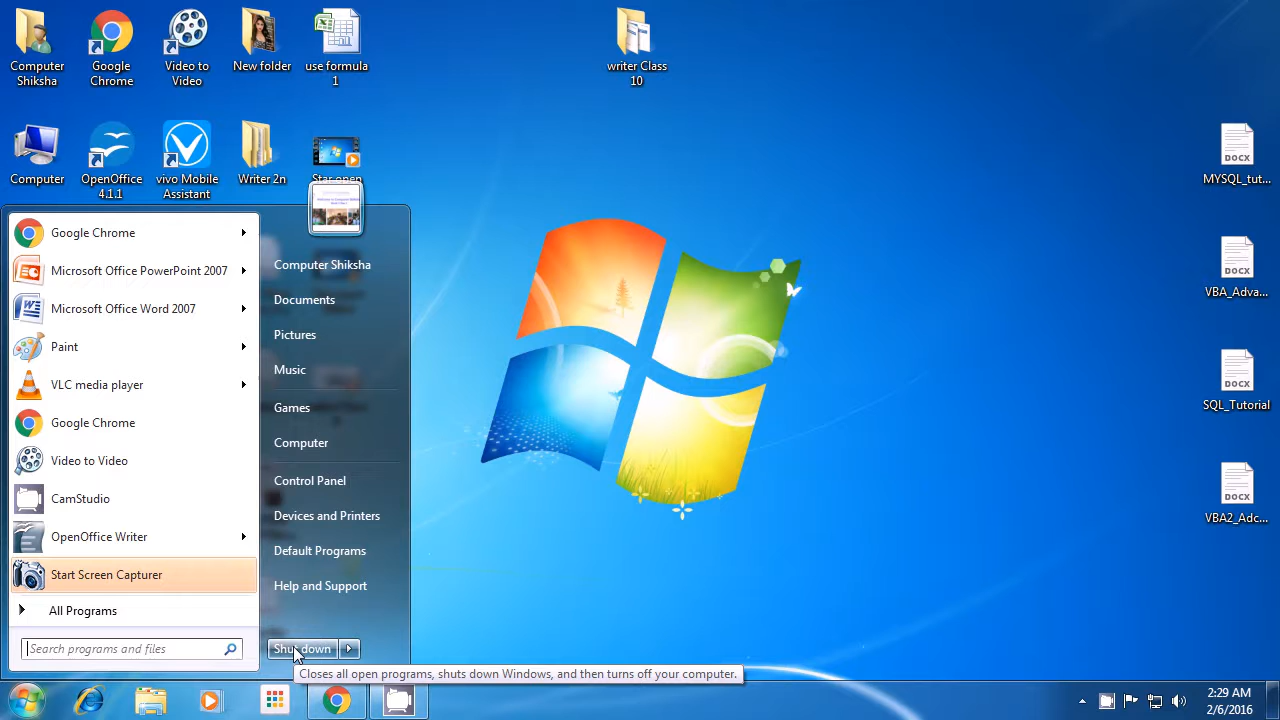 Computer
Shiksha
Google
Chrome
Video to
Video
New folder
use formula
1
writer Class
10
Computer
OpenOffice
4.1.1
vivo Mobile
Assistant
Writer 2n
Star open
MYSQL_tut...
DOCX
VBA_Adva...
DOCX
SQL_Tutorial
DOCX
VBA2_Adc...
DOCX
Google Chrome
Microsoft Office PowerPoint 2007
Microsoft Office Word 2007
Paint
VLC media player
Google Chrome
Video to Video
CamStudio
OpenOffice Writer
Start Screen Capturer
All Programs
Search programs and files
Computer Shiksha
Documents
Pictures
Music
Games
Computer
Control Panel
Devices and Printers
Default Programs
Help and Support
Shut down
Closes all open programs, shuts down Windows, and then turns off your computer.
2:29 AM
2/6/2016